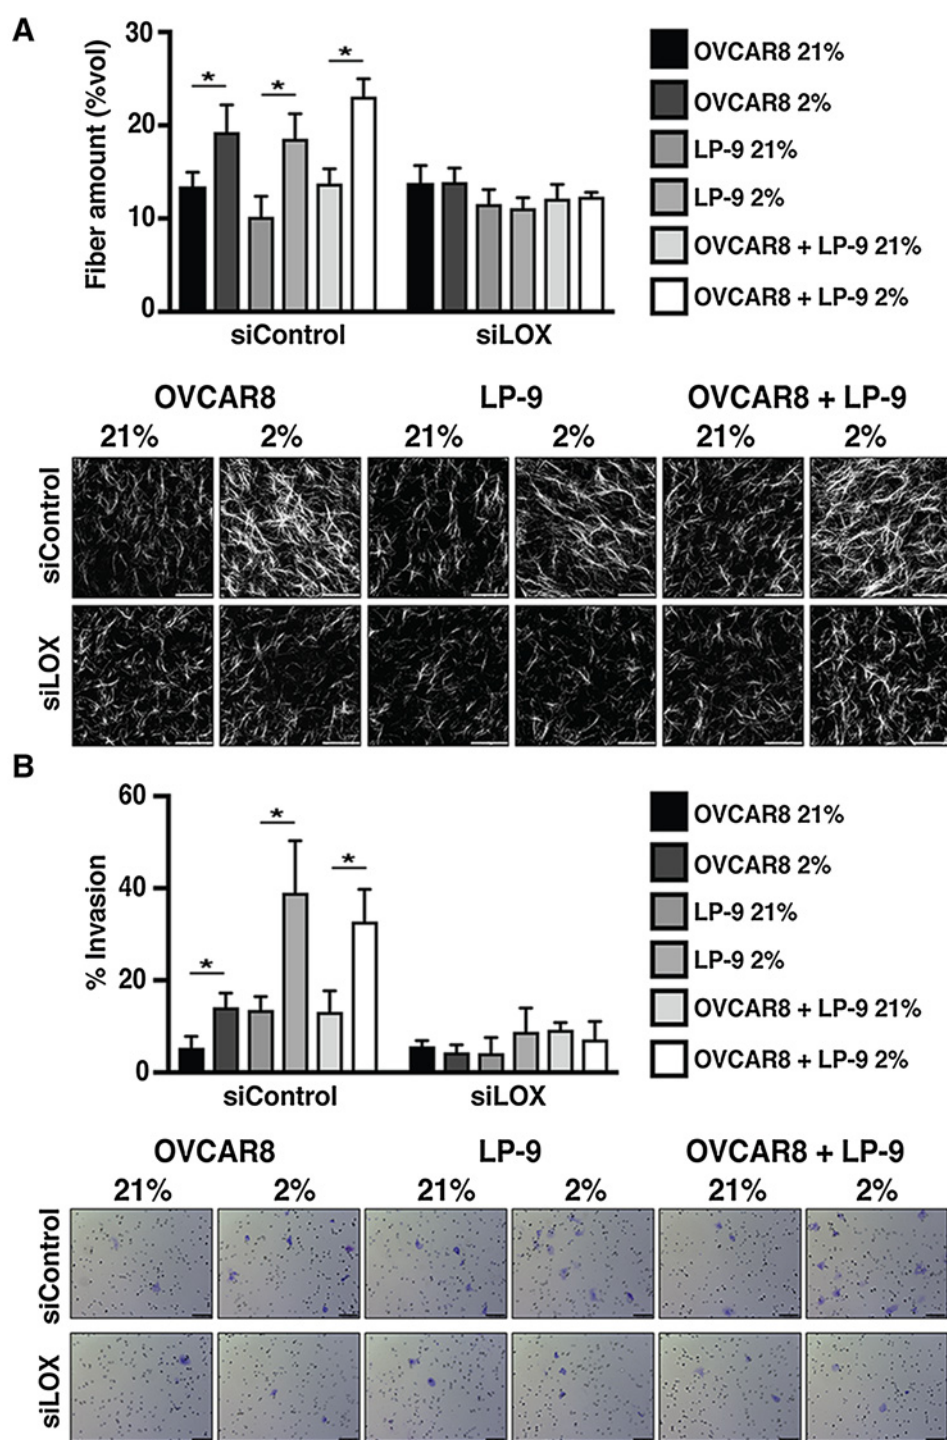 A
30
20
10
0
Fiber amount (%vol)
*
*
*
siControl
siLOX
OVCAR8 21%
OVCAR8 2%
LP-9 21%
LP-9 2%
OVCAR8 + LP-9 21%
OVCAR8 + LP-9 2%
OVCAR8
LP-9
OVCAR8 + LP-9
21%
2%
21%
2%
21%
2%
siControl
siLOX
B
60
40
20
0
% Invasion
*
*
*
siControl
siLOX
OVCAR8 21%
OVCAR8 2%
LP-9 21%
LP-9 2%
OVCAR8 + LP-9 21%
OVCAR8 + LP-9 2%
OVCAR8
LP-9
OVCAR8 + LP-9
21%
2%
21%
2%
21%
2%
siControl
siLOX